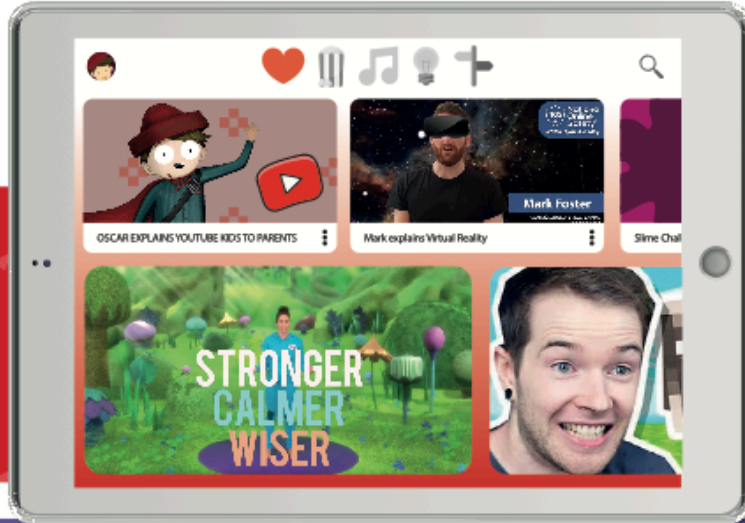 Mark Foster
OSCAR EXPLAINS YOUTUBE KIDS TO PARENTS
Mark explains Virtual Reality
Slime Chal
STRONGER
CALMER
WISER